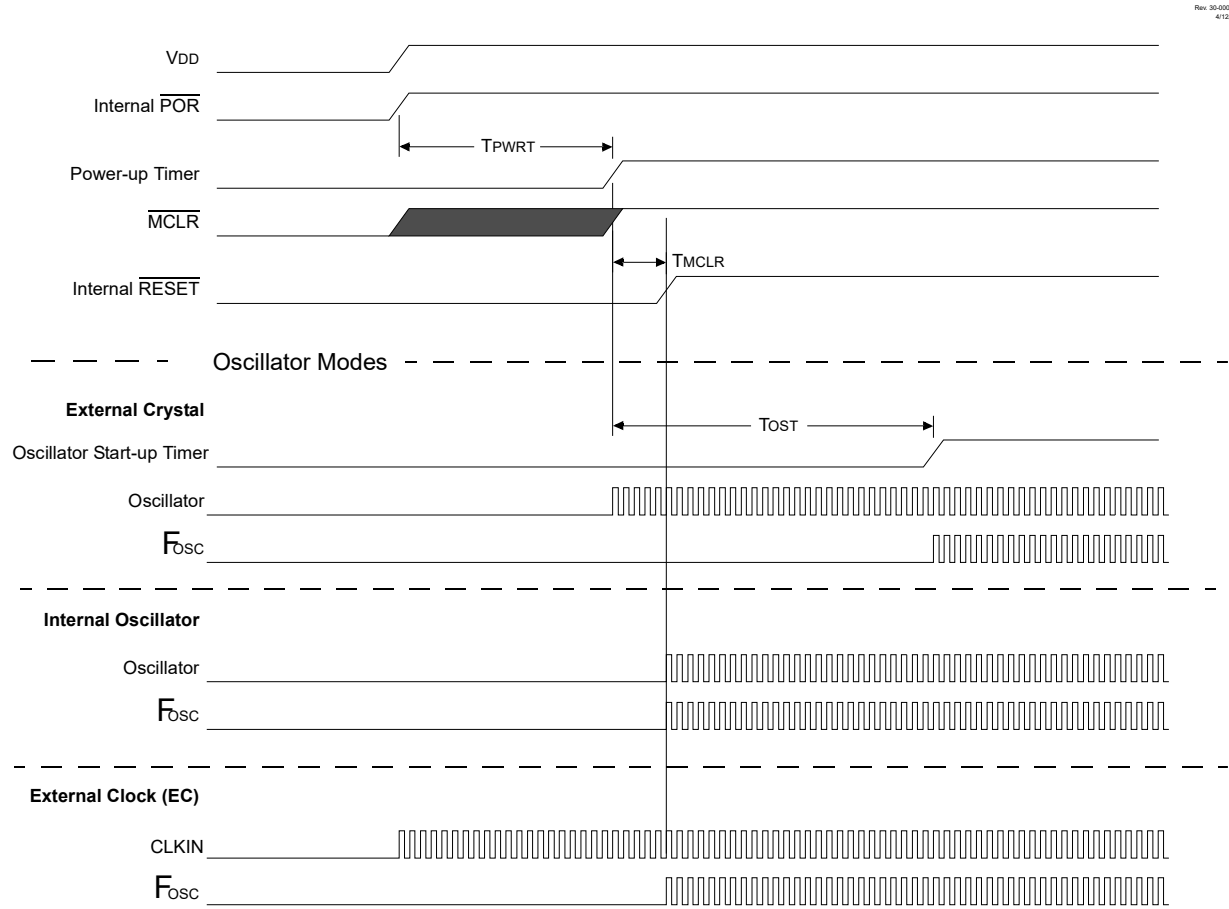 Rev. 30-000
4/12
VDD
Internal POR
TPWRT
Power-up Timer
MCLR
TMCLR
Internal RESET
Oscillator Modes
External Crystal
TOST
Oscillator Start-up Timer
Oscillator
FOSC
Internal Oscillator
Oscillator
FOSC
External Clock (EC)
CLKIN
FOSC